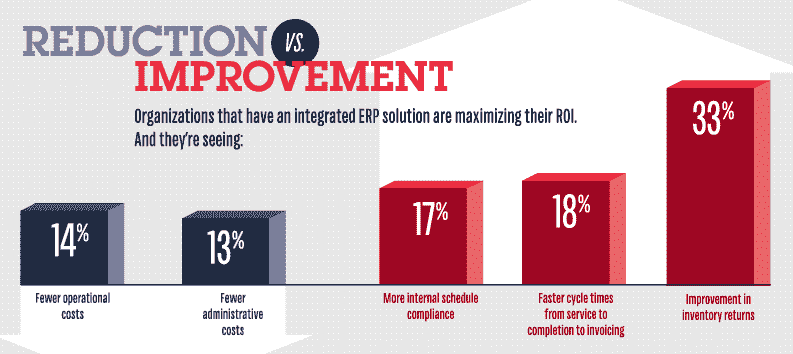 REDUCTION VS.
IMPROVEMENT
Organizations that have an integrated ERP solution are maximizing their ROI.
And they're seeing:
14%
Fewer operational
costs
13%
Fewer
administrative
costs
17%
More internal schedule
compliance
18%
Faster cycle times
from service to
completion to invoicing
33%
Improvement in
inventory returns